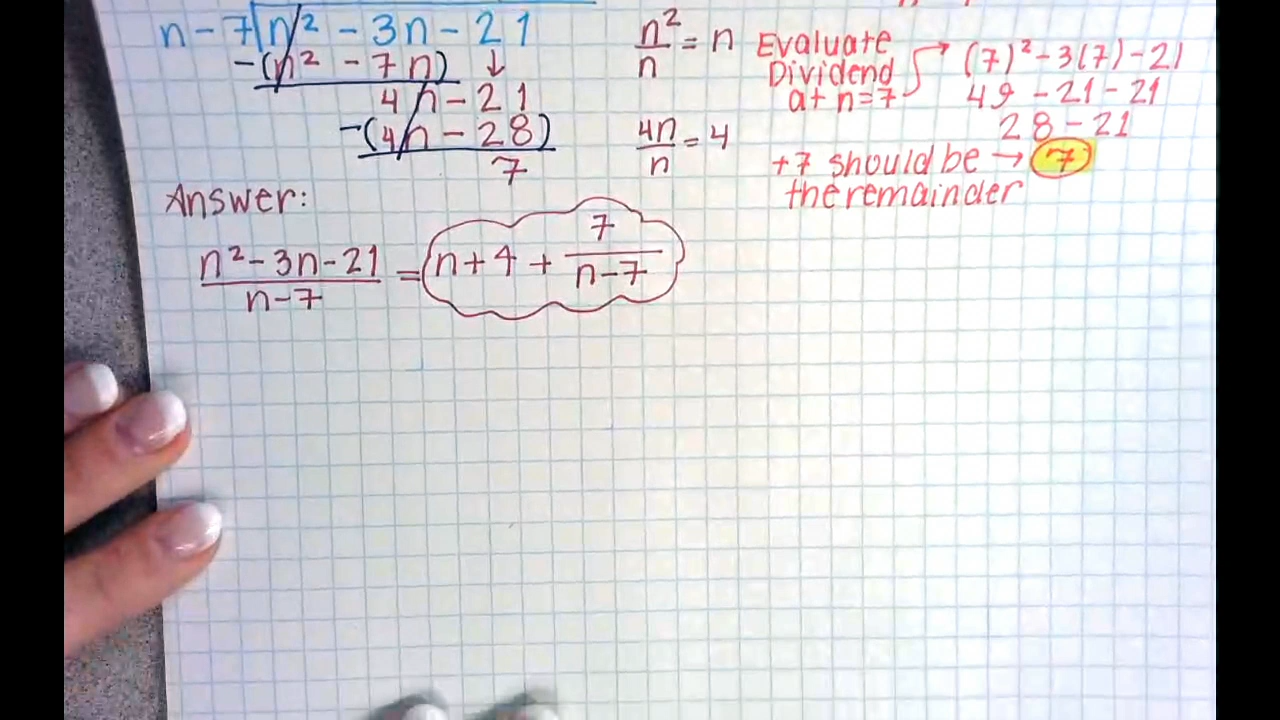 n - 7 n² - 3n - 21
-(n² - 7n) ↓
4n - 21
-(4n - 28)
7
n²/n = n
4n/n = 4
Evaluate
Dividend
at n=7
→ (7)² - 3(7) - 21
49 - 21 - 21
28 - 21
+7 should be → 7
the remainder
Answer:
n² - 3n - 21 / n - 7 = n + 4 + 7 / n - 7